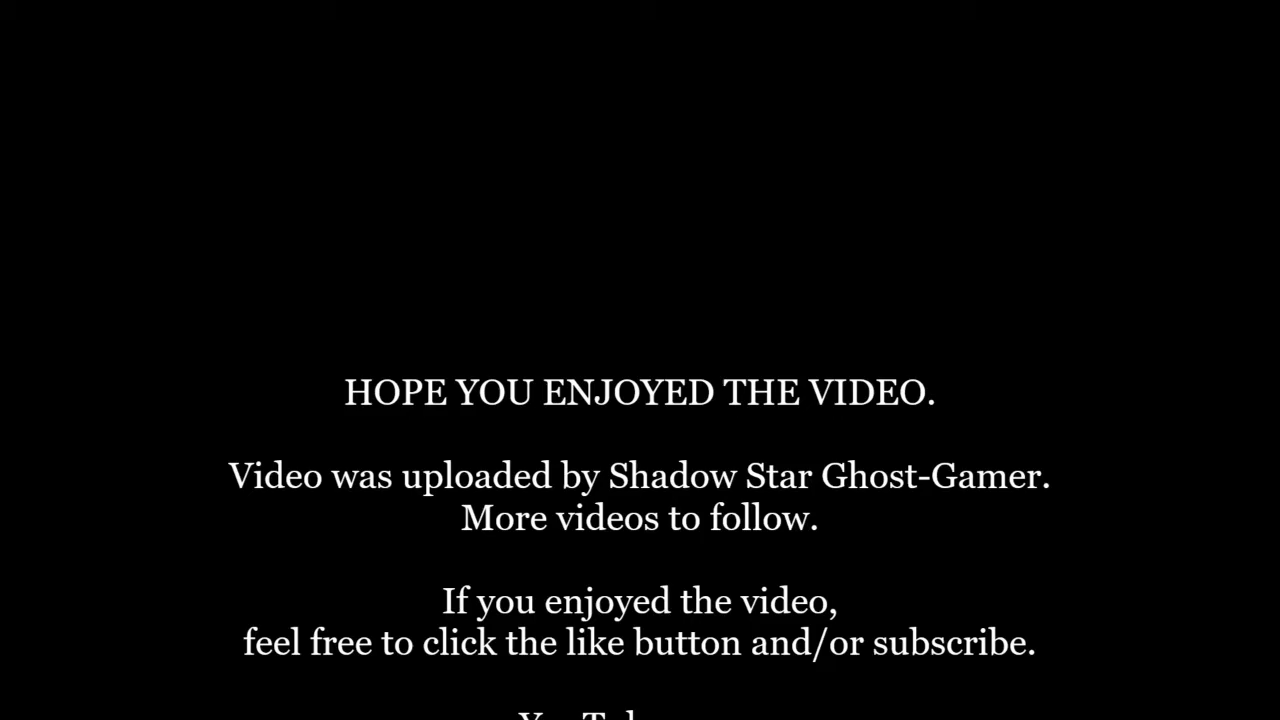 HOPE YOU ENJOYED THE VIDEO.
Video was uploaded by Shadow Star Ghost-Gamer.
More videos to follow.
If you enjoyed the video,
feel free to click the like button and/or subscribe.